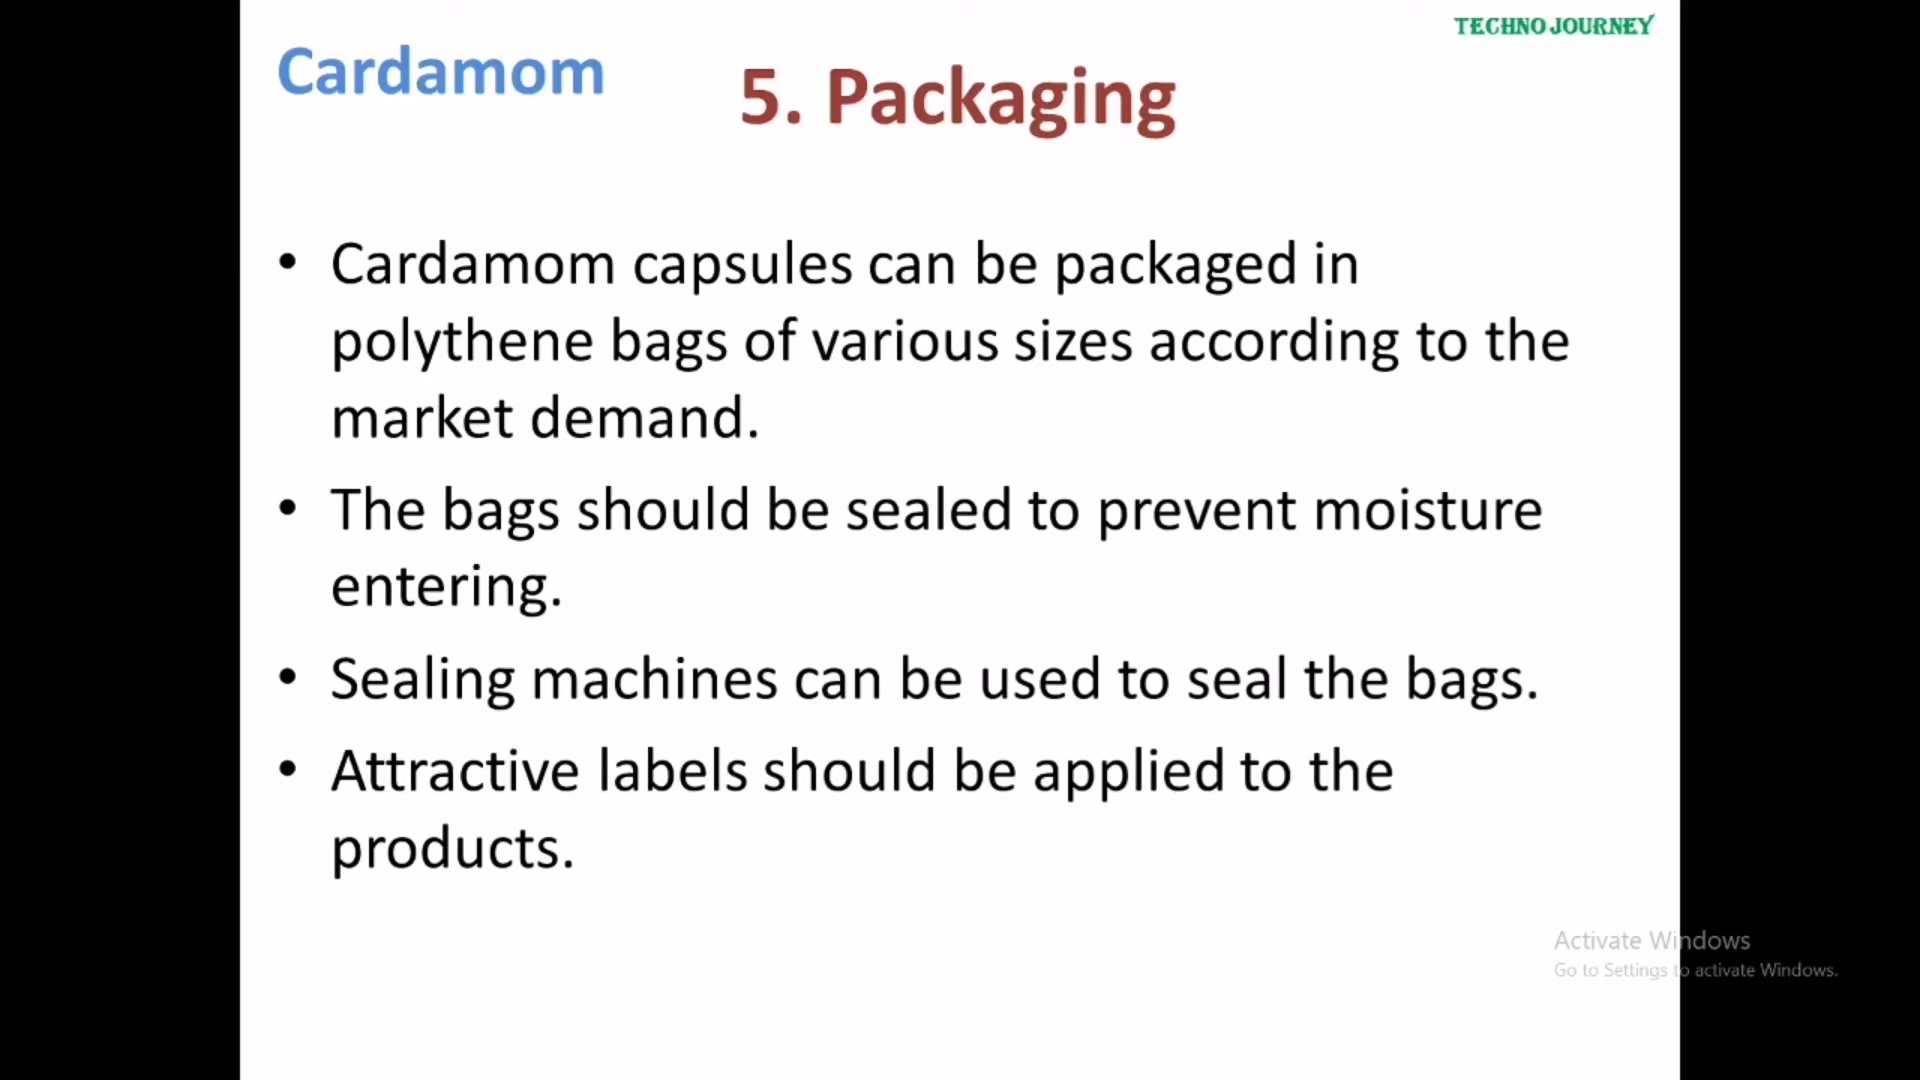 TECHNO JOURNEY
Cardamom
5. Packaging
• Cardamom capsules can be packaged in
polythene bags of various sizes according to the
market demand.
• The bags should be sealed to prevent moisture
entering.
• Sealing machines can be used to seal the bags.
• Attractive labels should be applied to the
products.
Activate Windows
Go to Settings to activate Windows.